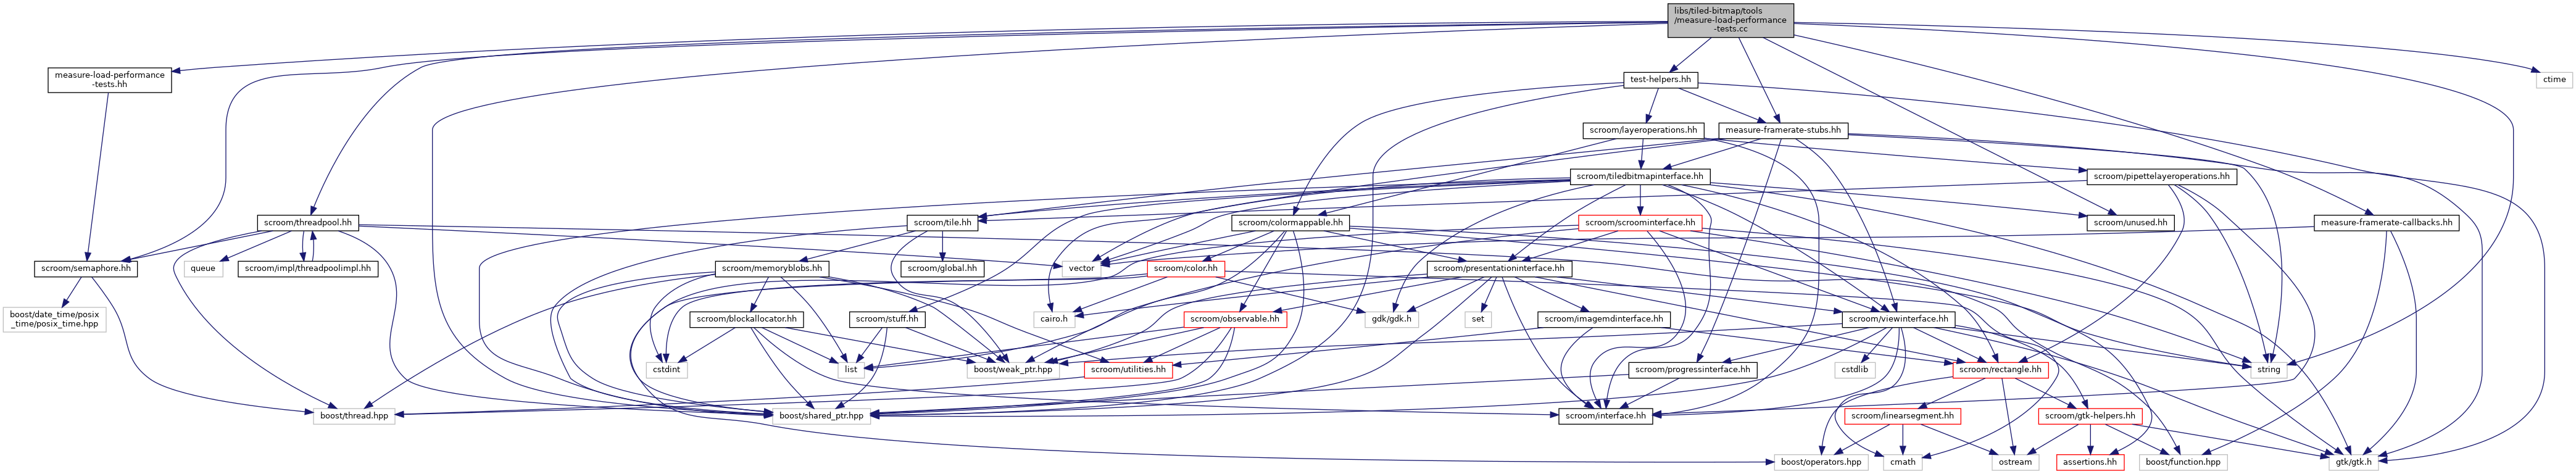 libs/tiled-bitmap/tools
/measure-load-performance
-tests.cc
measure-load-performance
-tests.hh
test-helpers.hh
ctime
scroom/layeroperations.hh
measure-framerate-stubs.hh
scroom/tiledbitmapinterface.hh
scroom/pipettelayeroperations.hh
scroom/threadpool.hh
scroom/tile.hh
scroom/colormappable.hh
scroom/scroominterface.hh
scroom/unused.hh
measure-framerate-callbacks.hh
scroom/semaphore.hh
queue
scroom/impl/threadpoolimpl.hh
scroom/memoryblobs.hh
scroom/global.hh
vector
scroom/color.hh
scroom/presentationinterface.hh
boost/date_time/posix
_time/posix_time.hpp
scroom/blockallocator.hh
scroom/stuff.hh
cairo.h
scroom/observable.hh
gdk/gdk.h
set
scroom/imagemdinterface.hh
scroom/viewinterface.hh
cstdint
list
boost/weak_ptr.hpp
scroom/utilities.hh
scroom/progressinterface.hh
cstdlib
scroom/rectangle.hh
string
boost/thread.hpp
boost/shared_ptr.hpp
scroom/interface.hh
scroom/linearsegment.hh
scroom/gtk-helpers.hh
boost/operators.hpp
cmath
ostream
assertions.hh
boost/function.hpp
gtk/gtk.h